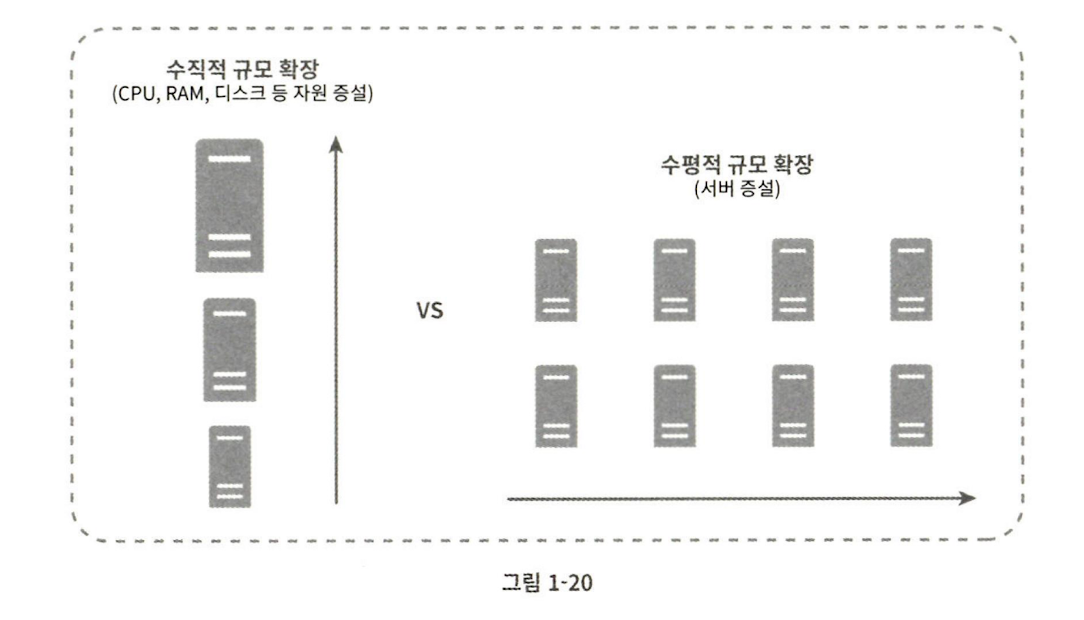 수직적 규모 확장
(CPU, RAM, 디스크 등 자원 증설)
수평적 규모 확장
(서버 증설)
VS
그림 1-20